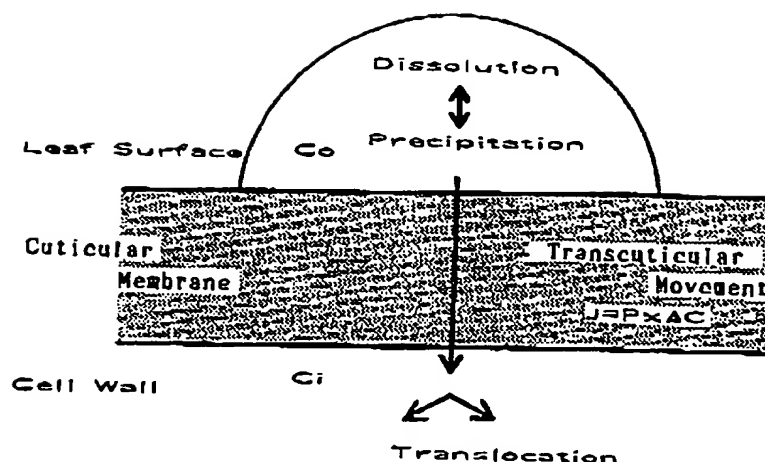 Dissolution
Leaf Surface Co Precipitation
Cuticular
Membrane
Transcuticular
Movement
J=P×ΔC
Cell Wall Ci
Translocation